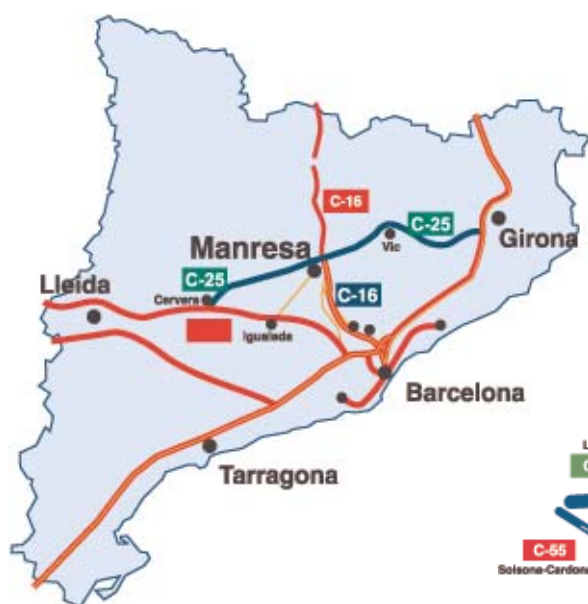 C-16
C-25
Girona
Vic
Manresa
C-25
Lleida
Cervera
C-16
Igualada
Barcelona
Tarragona
C-55
Solsona-Cardona